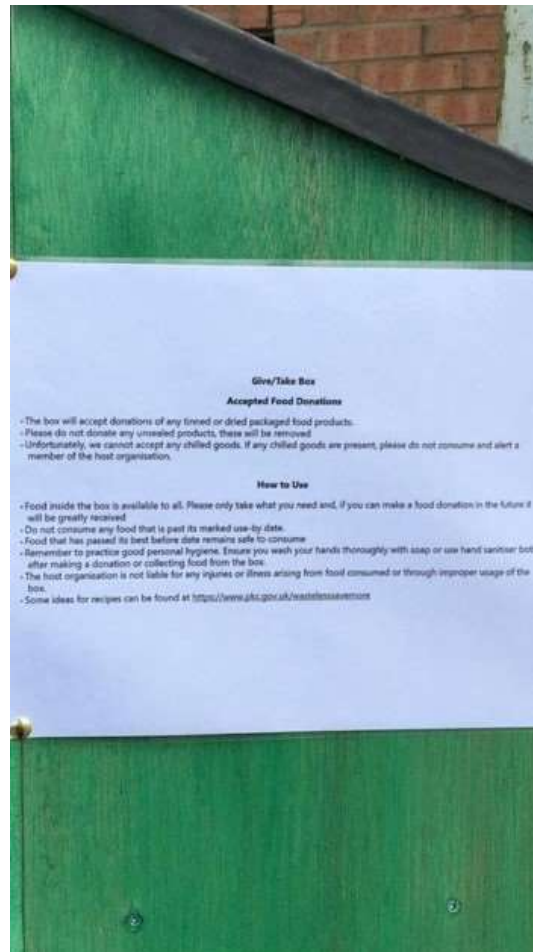 Give/Take Box
Accepted Food Donations
- The box will accept donations of any tinned or dried packaged food products.
- Please do not donate any unsealed products, these will be removed
- Unfortunately, we cannot accept any chilled goods. If any chilled goods are present, please do not consume and alert a
member of the host organisation.
How to Use
- Food inside the box is available to all. Please only take what you need and, if you can make a food donation in the future it
will be greatly received
- Do not consume any food that is past its marked use-by date.
- Food that has passed its best before date remains safe to consume
- Remember to practice good personal hygiene. Ensure you wash your hands thoroughly with soap or use hand sanitiser bot
after making a donation or collecting food from the box.
- The host organisation is not liable for any injuries or illness arising from food consumed or through improper usage of the
box.
- Some ideas for recipes can be found at https://www.pkc.gov.uk/wastelesssavemore